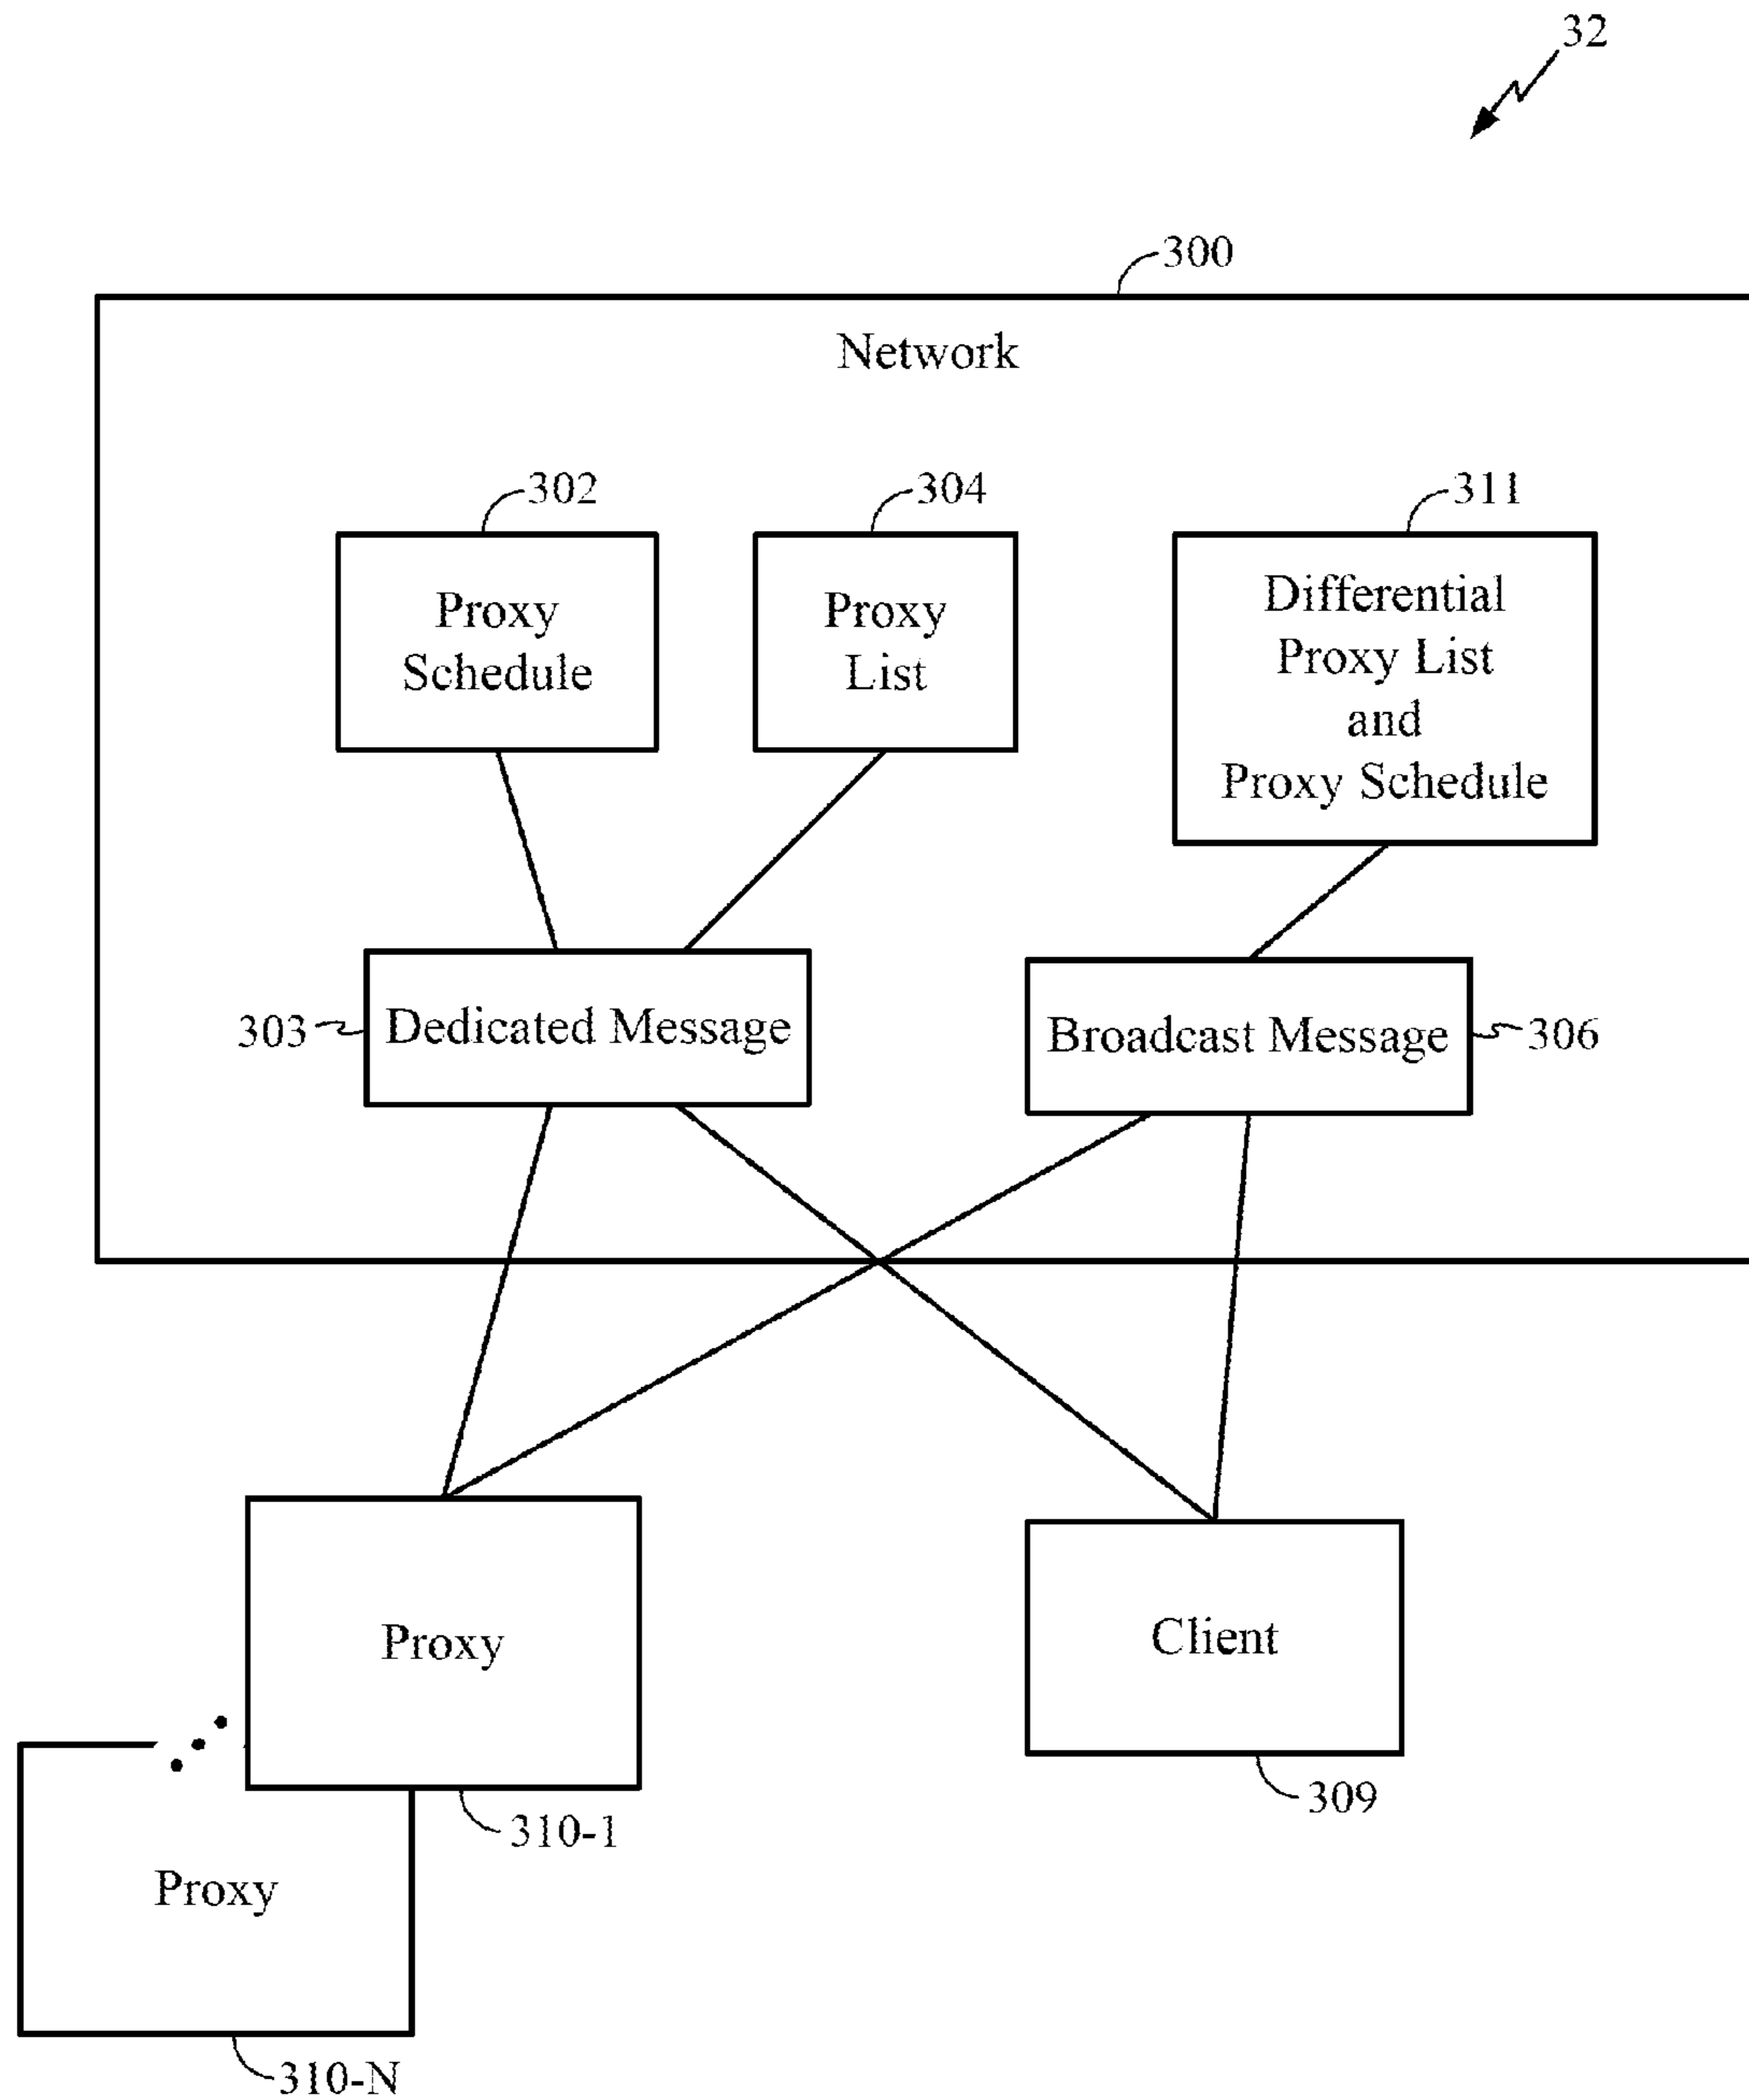 32
300
Network
302
304
311
Proxy
Schedule
Proxy
List
Differential
Proxy List
and
Proxy Schedule
303
Dedicated Message
Broadcast Message
306
Proxy
Client
310-1
309
Proxy
310-N